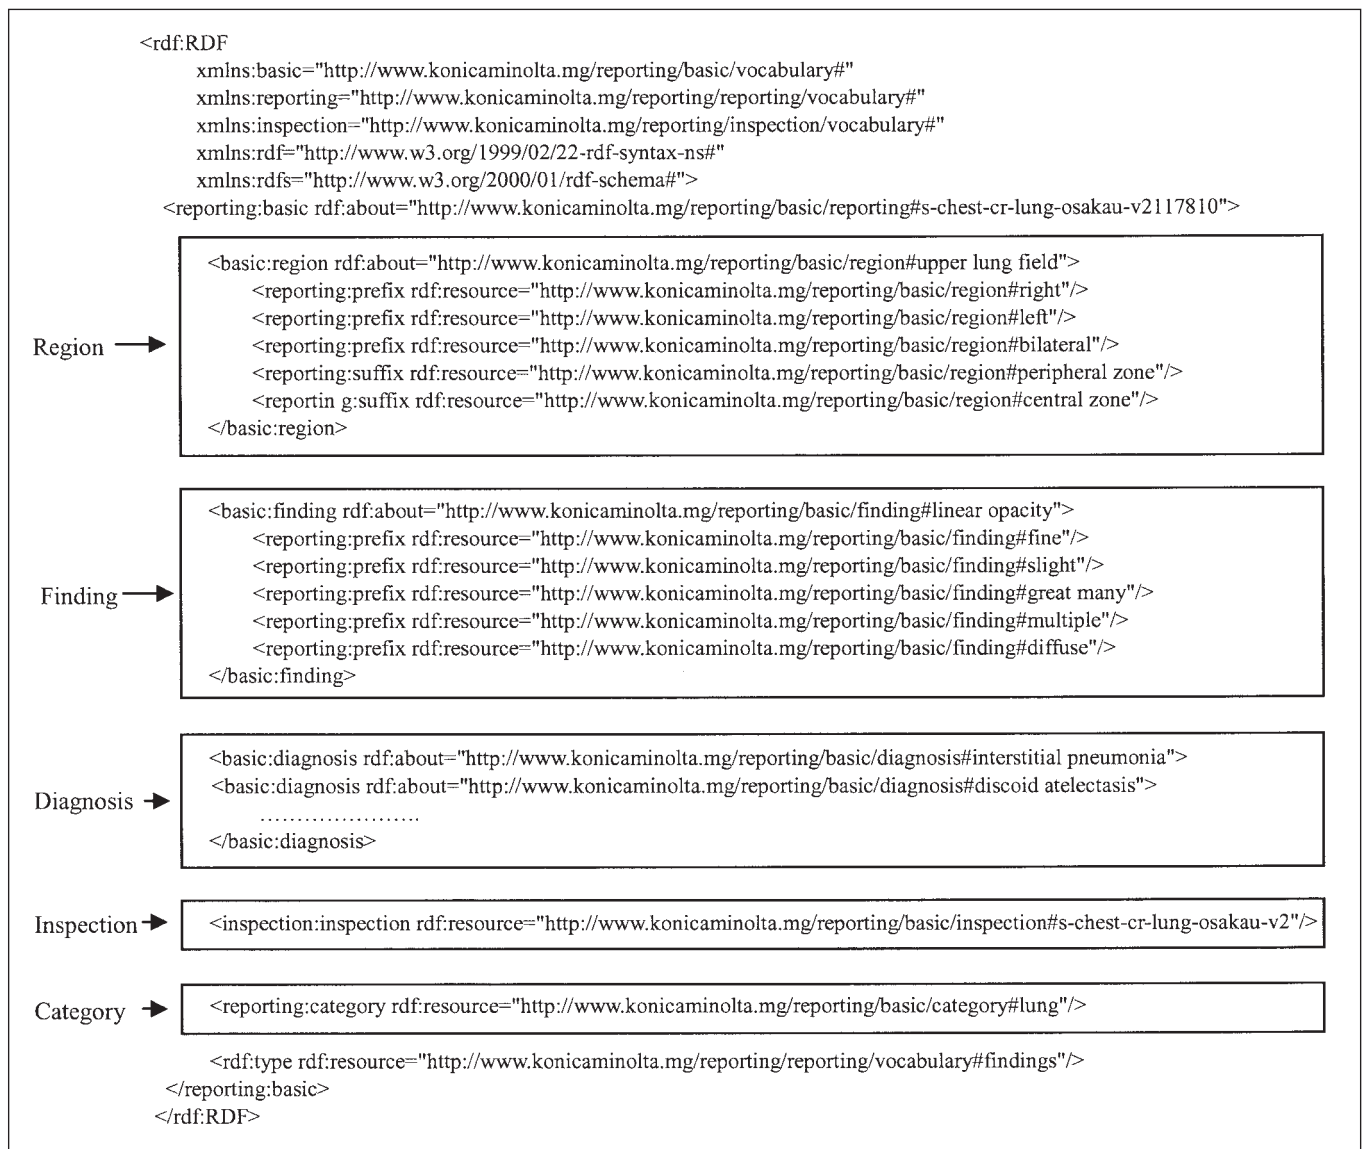 <rdf:RDF
xmlns:basic="http://www.konicaminolta.mg/reporting/basic/vocabulary#"
xmlns:reporting="http://www.konicaminolta.mg/reporting/reporting/vocabulary#"
xmlns:inspection="http://www.konicaminolta.mg/reporting/inspection/vocabulary#"
xmlns:rdf="http://www.w3.org/1999/02/22-rdf-syntax-ns#"
xmlns:rdfs="http://www.w3.org/2000/01/rdf-schema#">
<reporting:basic rdf:about="http://www.konicaminolta.mg/reporting/basic/reporting#s-chest-cr-lung-osakau-v2117810">
Region
<basic:region rdf:about="http://www.konicaminolta.mg/reporting/basic/region#upper lung field">
<reporting:prefix rdf:resource="http://www.konicaminolta.mg/reporting/basic/region#right"/>
<reporting:prefix rdf:resource="http://www.konicaminolta.mg/reporting/basic/region#left"/>
<reporting:prefix rdf:resource="http://www.konicaminolta.mg/reporting/basic/region#bilateral"/>
<reporting:suffix rdf:resource="http://www.konicaminolta.mg/reporting/basic/region#peripheral zone"/>
<reportin g:suffix rdf:resource="http://www.konicaminolta.mg/reporting/basic/region#central zone"/>
</basic:region>
Finding
<basic:finding rdf:about="http://www.konicaminolta.mg/reporting/basic/finding#linear opacity">
<reporting:prefix rdf:resource="http://www.konicaminolta.mg/reporting/basic/finding#fine"/>
<reporting:prefix rdf:resource="http://www.konicaminolta.mg/reporting/basic/finding#slight"/>
<reporting:prefix rdf:resource="http://www.konicaminolta.mg/reporting/basic/finding#great many"/>
<reporting:prefix rdf:resource="http://www.konicaminolta.mg/reporting/basic/finding#multiple"/>
<reporting:prefix rdf:resource="http://www.konicaminolta.mg/reporting/basic/finding#diffuse"/>
</basic:finding>
Diagnosis
<basic:diagnosis rdf:about="http://www.konicaminolta.mg/reporting/basic/diagnosis#interstitial pneumonia">
<basic:diagnosis rdf:about="http://www.konicaminolta.mg/reporting/basic/diagnosis#discoid atelectasis">
......................
</basic:diagnosis>
Inspection
<inspection:inspection rdf:resource="http://www.konicaminolta.mg/reporting/basic/inspection#s-chest-cr-lung-osakau-v2"/>
Category
<reporting:category rdf:resource="http://www.konicaminolta.mg/reporting/basic/category#lung"/>
<rdf:type rdf:resource="http://www.konicaminolta.mg/reporting/reporting/vocabulary#findings"/>
</reporting:basic>
</rdf:RDF>